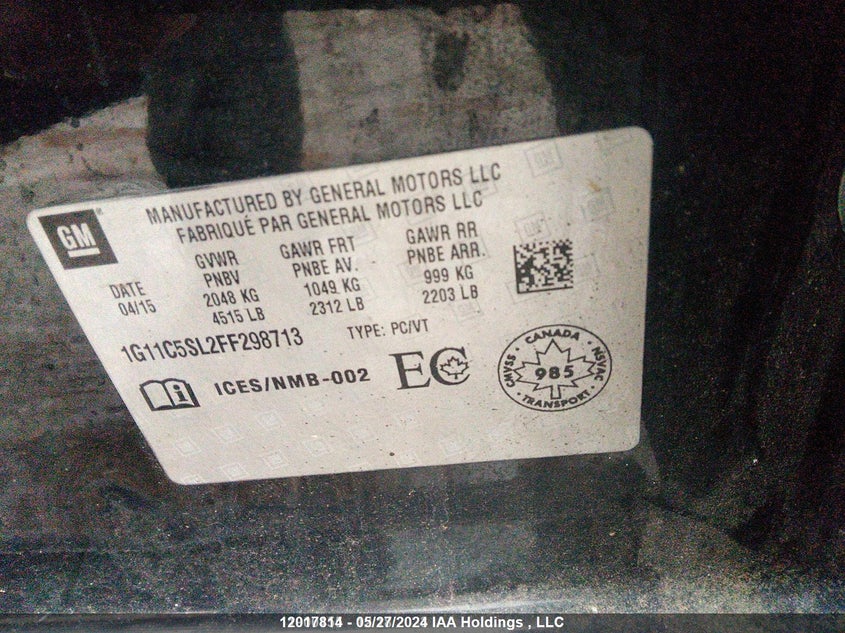 MANUFACTURED BY GENERAL MOTORS LLC
FABRIQUÉ PAR GENERAL MOTORS LLC
GM
DATE
04/15
GVWR
PNBV
2048 KG
4515 LB
GAWR FRT
PNBE AV.
1049 KG
2312 LB
GAWR RR
PNBE ARR.
999 KG
2203 LB
1G11C5SL2FF298713
TYPE: PC/VT
ICES/NMB-002
EC
CANADA
CMVSS
985
NSVAC
TRANSPORT
12017814 - 05/27/2024 IAA Holdings , LLC